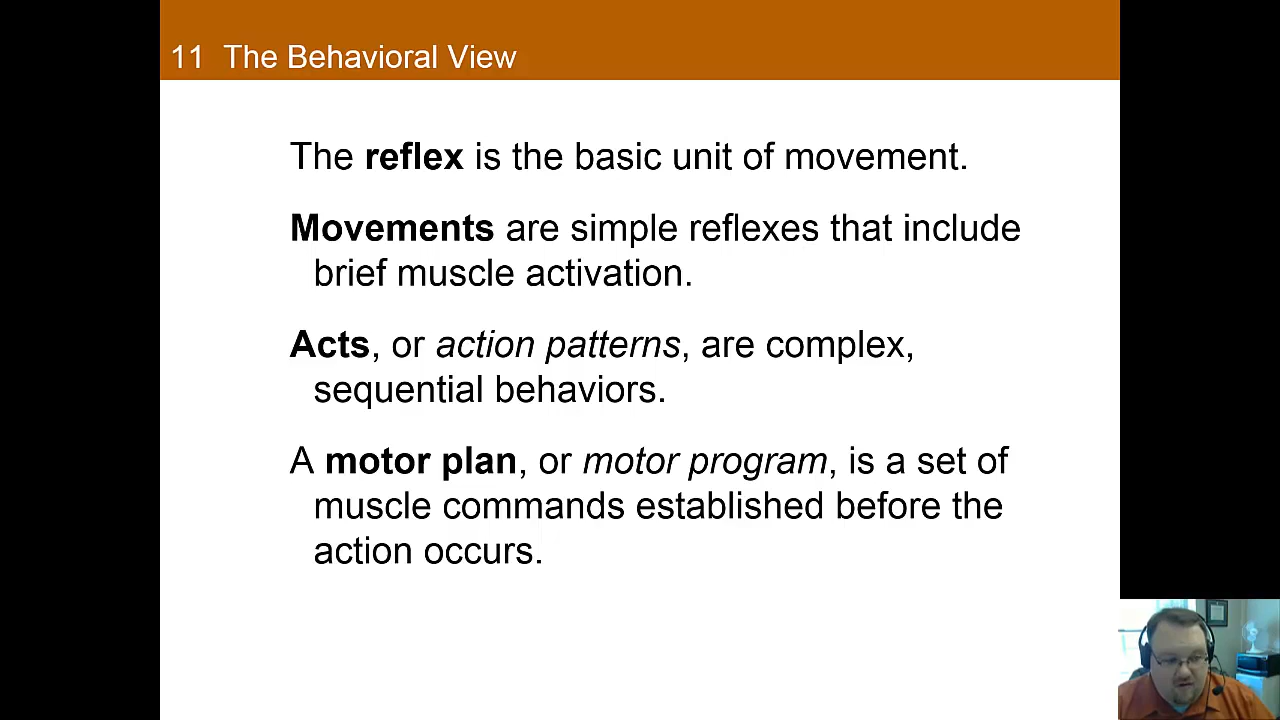 11 The Behavioral View
The reflex is the basic unit of movement.
Movements are simple reflexes that include
brief muscle activation.
Acts, or action patterns, are complex,
sequential behaviors.
A motor plan, or motor program, is a set of
muscle commands established before the
action occurs.